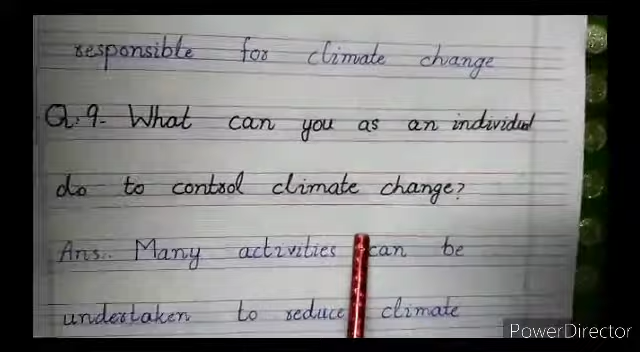 responsible for climate change
Q.9. What can you as an individual
do to control climate change?
Ans. Many activities can be
undertaken to reduce climate
PowerDirector